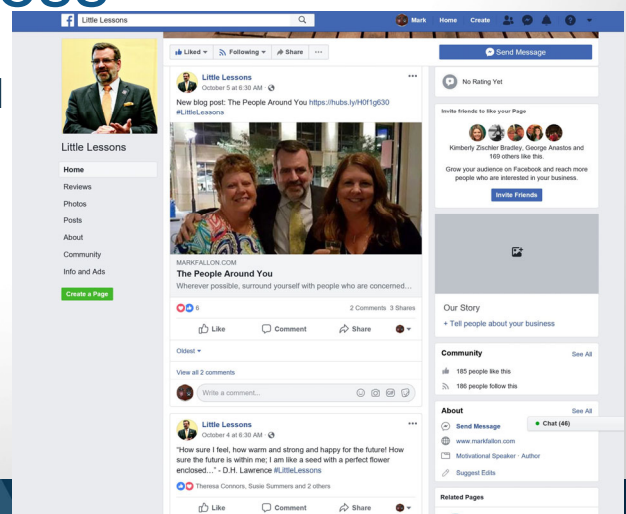 Little Lessons
Mark Home Create
Liked Following Share ...
Send Message
Little Lessons
Home
Reviews
Photos
Posts
About
Community
Info and Ads
Create a Page
Little Lessons
October 5 at 6:30 AM ·
New blog post: The People Around You https://hubs.ly/H0f1g630
#LittleLessons
MARKFALLON.COM
The People Around You
Wherever possible, surround yourself with people who are concerned...
6
2 Comments 3 Shares
Like Comment Share
Oldest
View all 2 comments
Write a comment...
GIF
Little Lessons
October 4 at 6:30 AM ·
"How sure I feel, how warm and strong and happy for the future! How
sure the future is within me; I am like a seed with a perfect flower
enclosed…" - D.H. Lawrence #LittleLessons
Theresa Connors, Susie Summers and 2 others
Like Comment Share
No Rating Yet
Invite friends to like your Page
Kimberly Zischler Bradley, George Anastos and
169 others like this.
Grow your audience on Facebook and reach more
people who are interested in your business.
Invite Friends
Our Story
+ Tell people about your business
Community See All
185 people like this
186 people follow this
About See All
Send Message
Chat (46)
www.markfallon.com
Motivational Speaker · Author
Suggest Edits
Related Pages